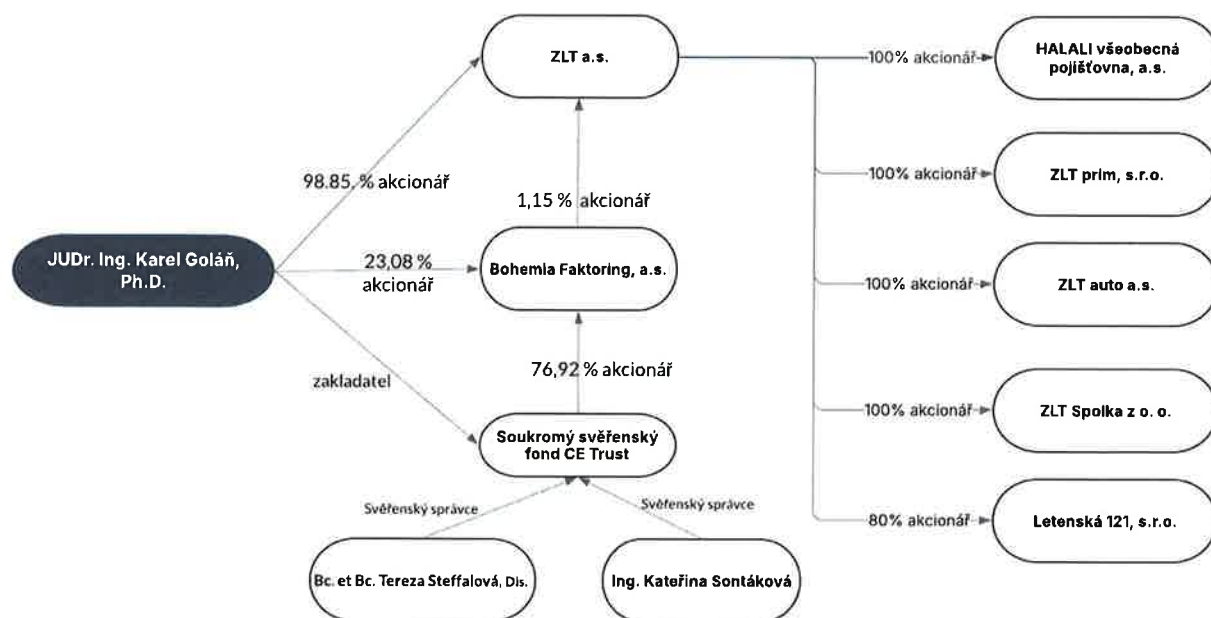 ZLT a.s.
100% akcionář
HALALI všeobecná
pojišťovna, a.s.
98.85, % akcionář
1,15 % akcionář
100% akcionář
ZLT prim, s.r.o.
JUDr. Ing. Karel Goláň,
Ph.D.
23,08 %
akcionář
Bohemia Faktoring, a.s.
100% akcionář
ZLT auto a.s.
zakladatel
76,92 % akcionář
100% akcionář
ZLT Spolka z o. o.
Soukromý svěřenský
fond CE Trust
Svěřenský správce
Svěřenský správce
80% akcionář
Letenská 121, s.r.o.
Bc. et Bc. Tereza Steffalová, Dis.
Ing. Kateřina Sontáková